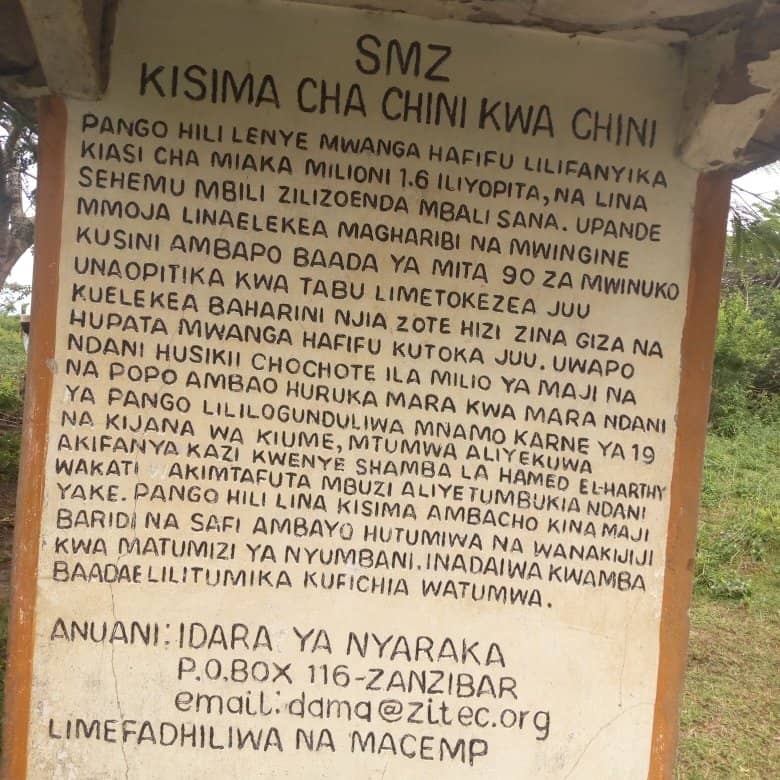 SMZ
KISIMA CHA CHINI KWA CHINI
PANGO HILI LENYE MWANGA HAFIFU LILIFANYIKA
KIASI CHA MIAKA MILIONI 1.6 ILIYOPITA, NA LINA
SEHEMU MBILI ZILIZOENDA MBALI SANA. UPANDE
MMOJA LINAELEKEA MAGHARIBI NA MWINGINE
KUSINI AMBAPO BAADA YA MITA 90 ZA MWINUKO
UNAOPITIKA KWA TABU LIMETOKEZEA JUU
KUELEKEA BAHARINI NJIA ZOTE HIZI ZINA GIZA NA
HUPATA MWANGA HAFIFU KUTOKA JUU. UWAPO
NDANI HUSIKII CHOCHOTE ILA MILIO YA MAJI NA
NA POPO AMBAO HURUKA MARA KWA MARA NDANI
YA PANGO LILILOGUNDULIWA MNAMO KARNE YA 19
NA KIJANA WA KIUME, MTUMWA ALIYEKUWA
AKIFANYA KAZI KWENYE SHAMBA LA HAMED EL-HARTHY
WAKATI AKIMTAFUTA MBUZI ALIYETUMBUKIA NDANI
YAKE. PANGO HILI LINA KISIMA AMBACHO KINA MAJI
BARIDI NA SAFI AMBAYO HUTUMIWA NA WANAKIJIJI
KWA MATUMIZI YA NYUMBANI. INADAIWA KWAMBA
BAADAE LILITUMIKA KUFICHIA WATUMWA.
ANUANI: IDARA YA NYARAKA
P.O.BOX 116-ZANZIBAR
email: dama@zitec.org
LIMEFADHILIWA NA MACEMP